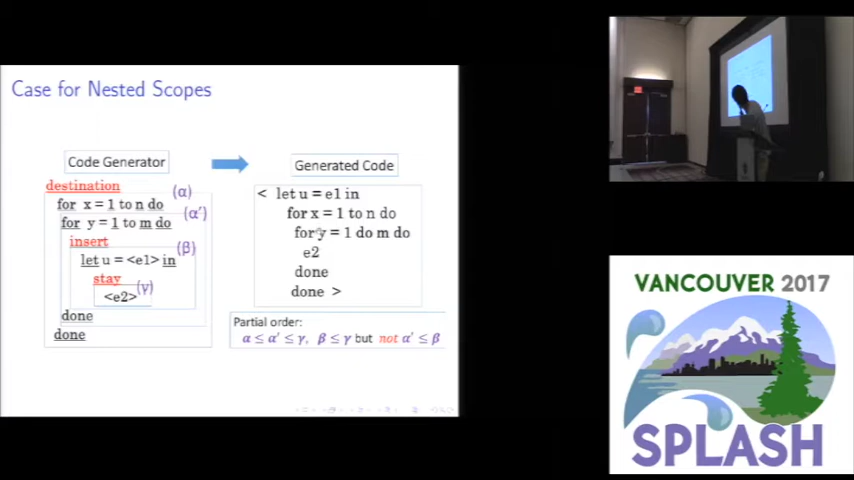 Case for Nested Scopes
Code Generator
destination
for x = 1 to n do (α)
for y = 1 to m do (α')
insert
let u = <e1> in (β)
stay
<e2> (γ)
done
done
Generated Code
< let u = e1 in
for x = 1 to n do
for y = 1 do m do
e2
done
done >
Partial order:
α ≤ α' ≤ γ, β ≤ γ but not α' ≤ β
VANCOUVER 2017
SPLASH